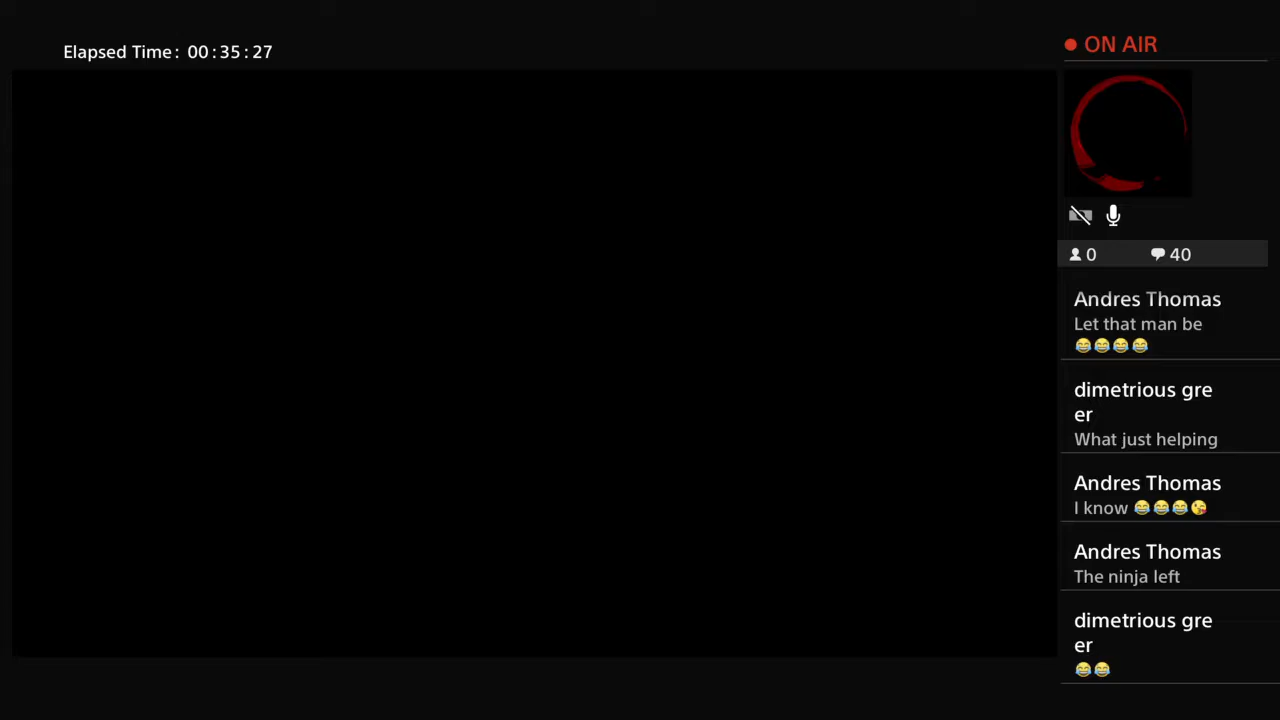 Elapsed Time: 00:35:27
ON AIR
0 40
Andres Thomas
Let that man be
😂😂😂😂
dimetrious gre
er
What just helping
Andres Thomas
I know 😂😂😂😘
Andres Thomas
The ninja left
dimetrious gre
er
😂😂